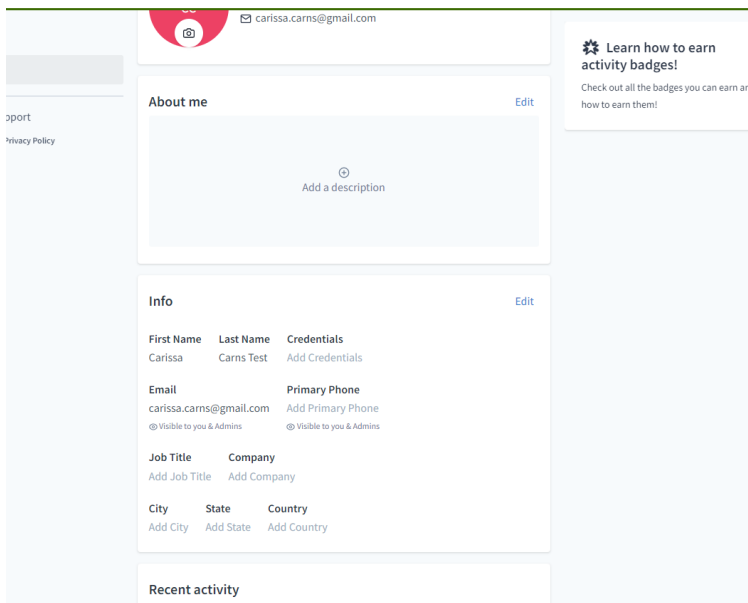 carissa.carns@gmail.com
Learn how to earn
activity badges!
Check out all the badges you can earn
how to earn them!
Privacy Policy
About me
Edit
Add a description
Info
Edit
First Name Last Name Credentials
Carissa Carns Test Add Credentials
Email Primary Phone
carissa.carns@gmail.com Add Primary Phone
Visible to you & Admins Visible to you & Admins
Job Title Company
Add Job Title Add Company
City State Country
Add City Add State Add Country
Recent activity